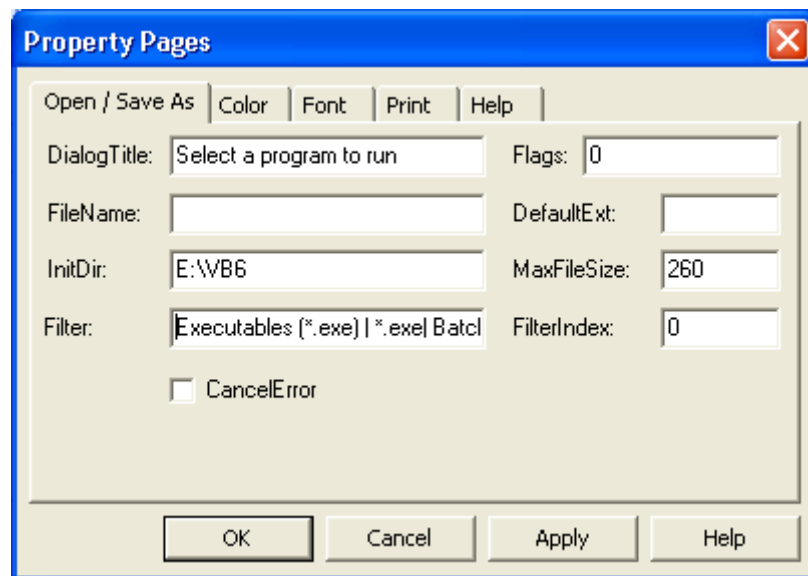 Property Pages
Open / Save As Color Font Print Help
DialogTitle: Select a program to run Flags: 0
FileName: DefaultExt:
InitDir: E:\VB6 MaxFileSize: 260
Filter: Executables (*.exe) | *.exe| Batcl FilterIndex: 0
CancelError
OK Cancel Apply Help